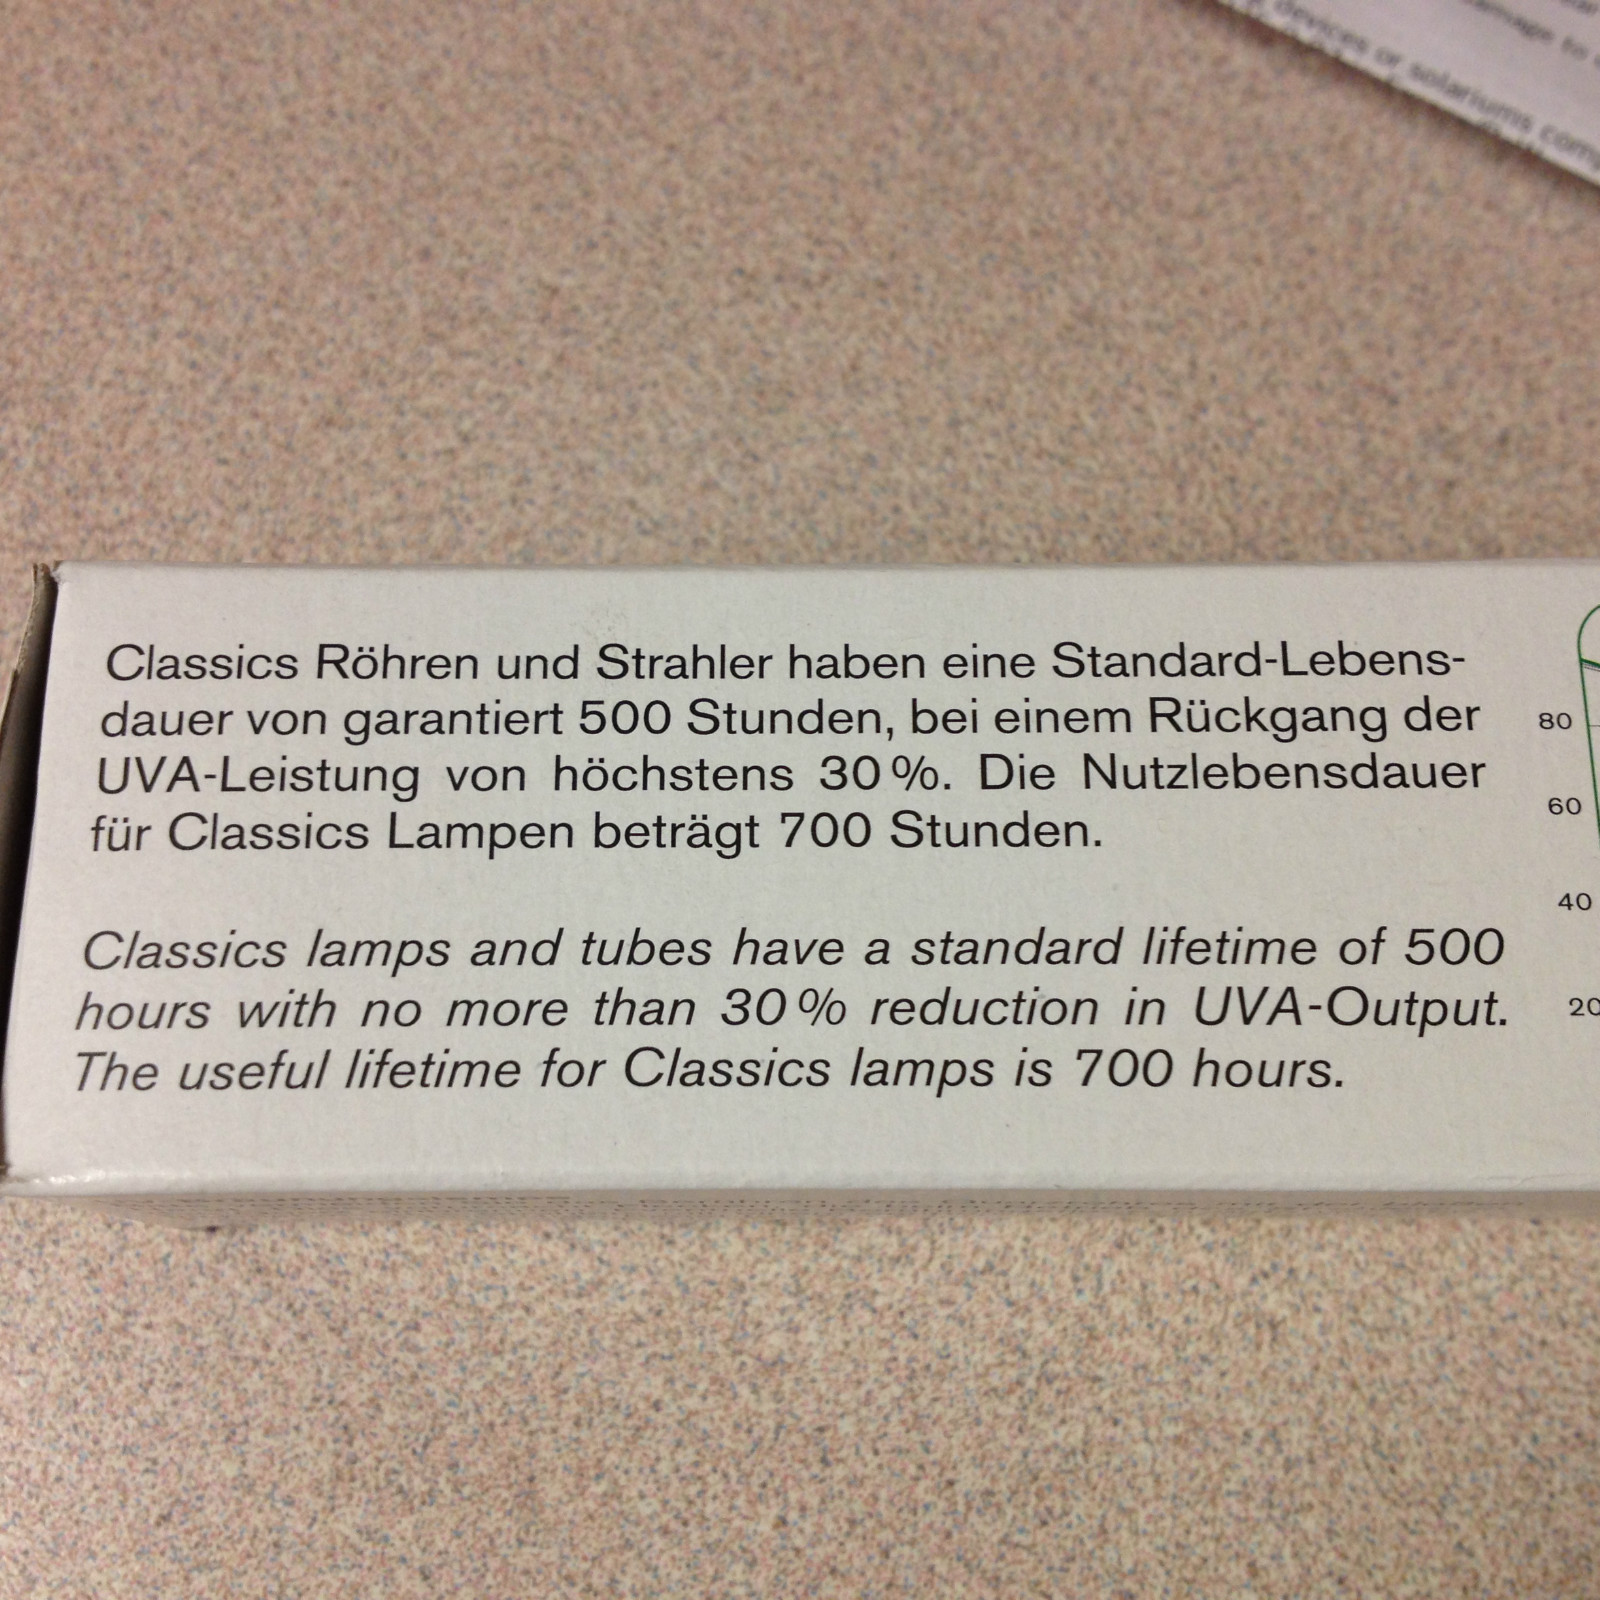 damage to
devices or solariums
Classics Röhren und Strahler haben eine Standard-Lebens-
dauer von garantiert 500 Stunden, bei einem Rückgang der
UVA-Leistung von höchstens 30 %. Die Nutzlebensdauer
für Classics Lampen beträgt 700 Stunden.
Classics lamps and tubes have a standard lifetime of 500
hours with no more than 30 % reduction in UVA-Output.
The useful lifetime for Classics lamps is 700 hours.
80
60
40
20